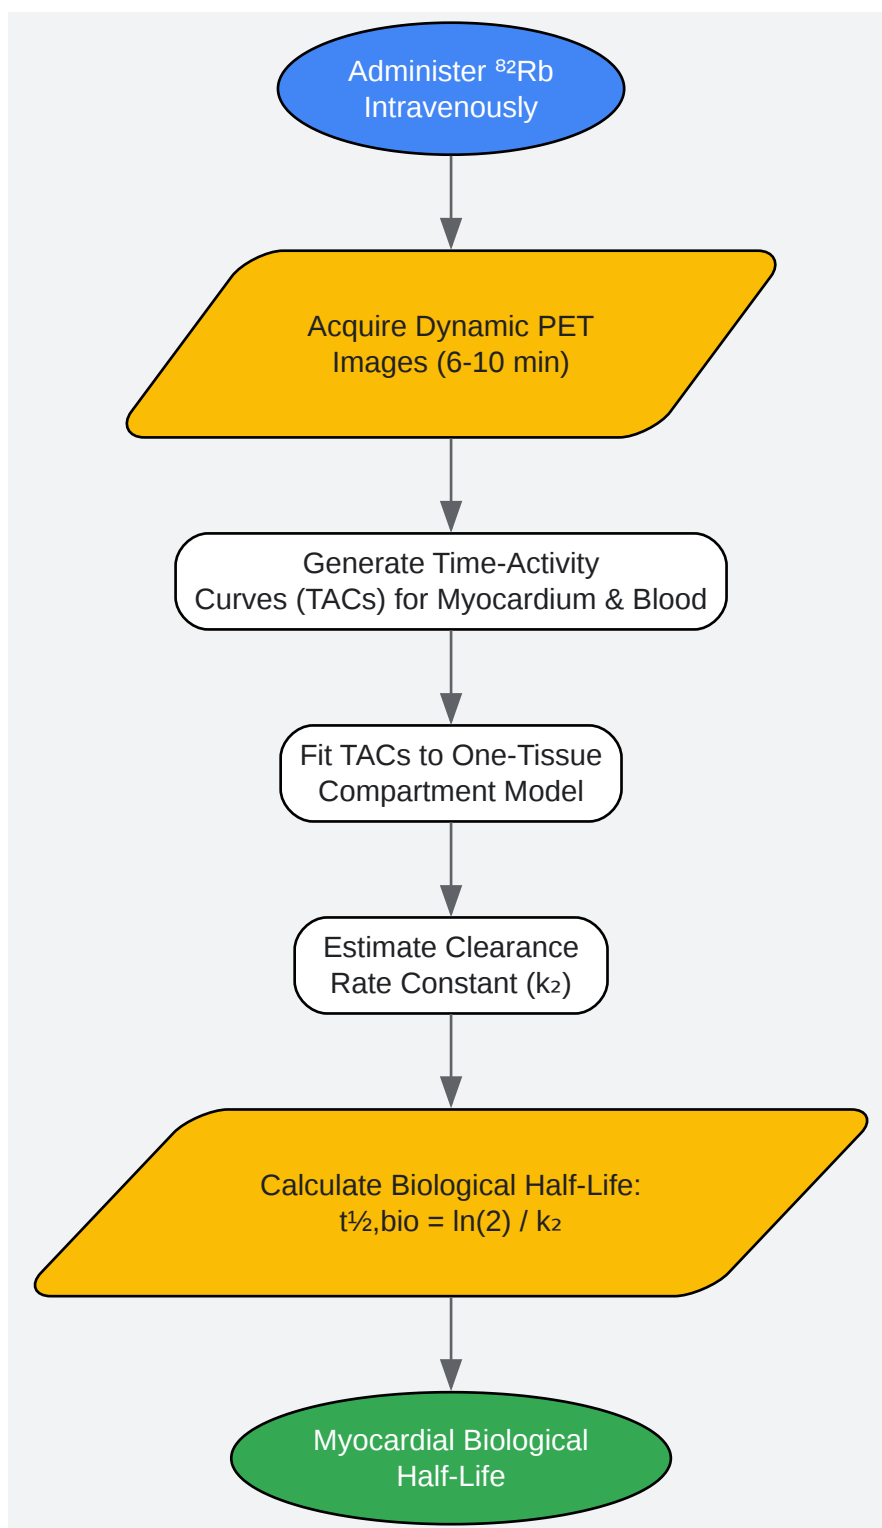 Administer ⁸²Rb
Intravenously
Acquire Dynamic PET
Images (6-10 min)
Generate Time-Activity
Curves (TACs) for Myocardium & Blood
Fit TACs to One-Tissue
Compartment Model
Estimate Clearance
Rate Constant (k₂)
Calculate Biological Half-Life:
t½,bio = ln(2) / k₂
Myocardial Biological
Half-Life